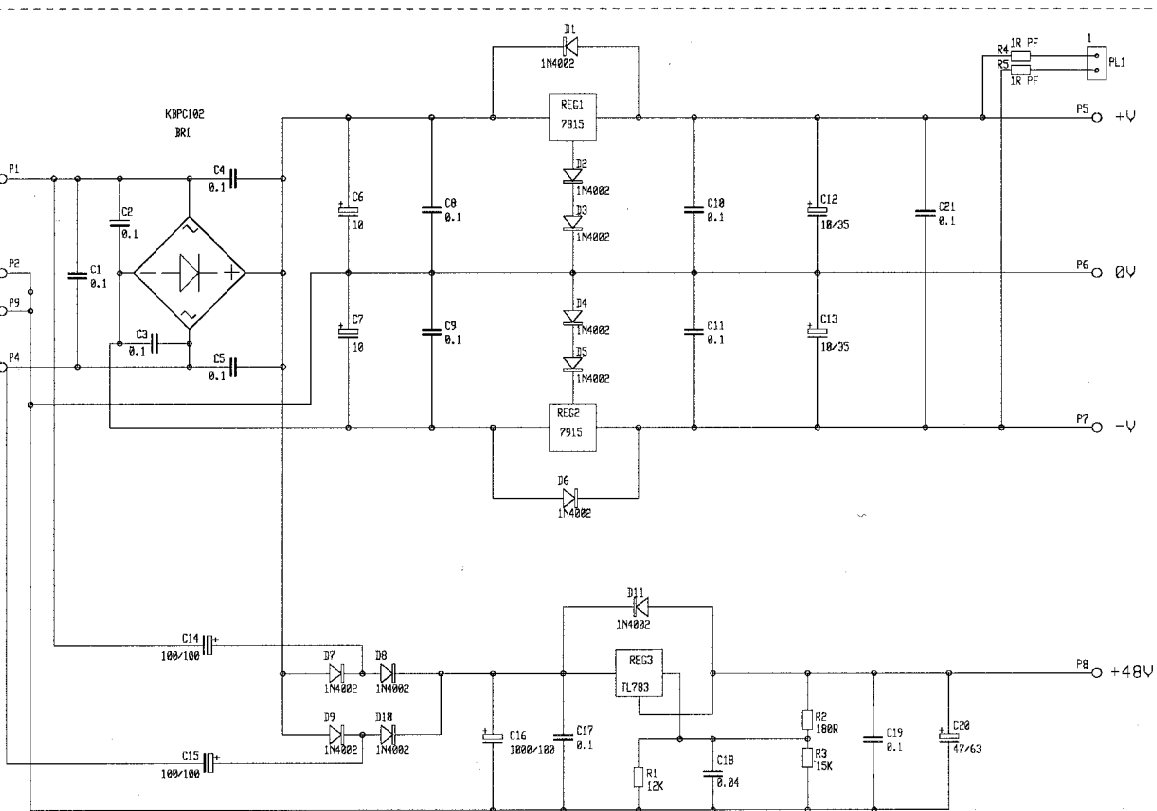 D1
1N4002
R4
1R PF
R5
1R PF
1
PL1
P5
+V
KBPC102
BR1
REG1
7815
P1
C4
0.1
C2
0.1
C6
+
10
C8
0.1
D2
1N4002
D3
1N4002
C10
0.1
C12
+
10/35
C21
0.1
P2
C1
0.1
P9
P6
0V
C3
0.1
C7
+
10
C9
0.1
D4
1N4002
D5
1N4002
C11
0.1
C13
+
10/35
P4
C5
0.1
REG2
7915
P7
-V
D6
1N4002
D11
1N4002
C14
+
100/100
D7
1N4002
D8
1N4002
REG3
TL783
P8
+48V
D9
1N4002
D10
1N4002
C15
+
100/100
C16
+
1000/100
C17
0.1
R2
180R
R3
15K
R1
12K
C18
0.04
C19
0.1
C20
+
47/63